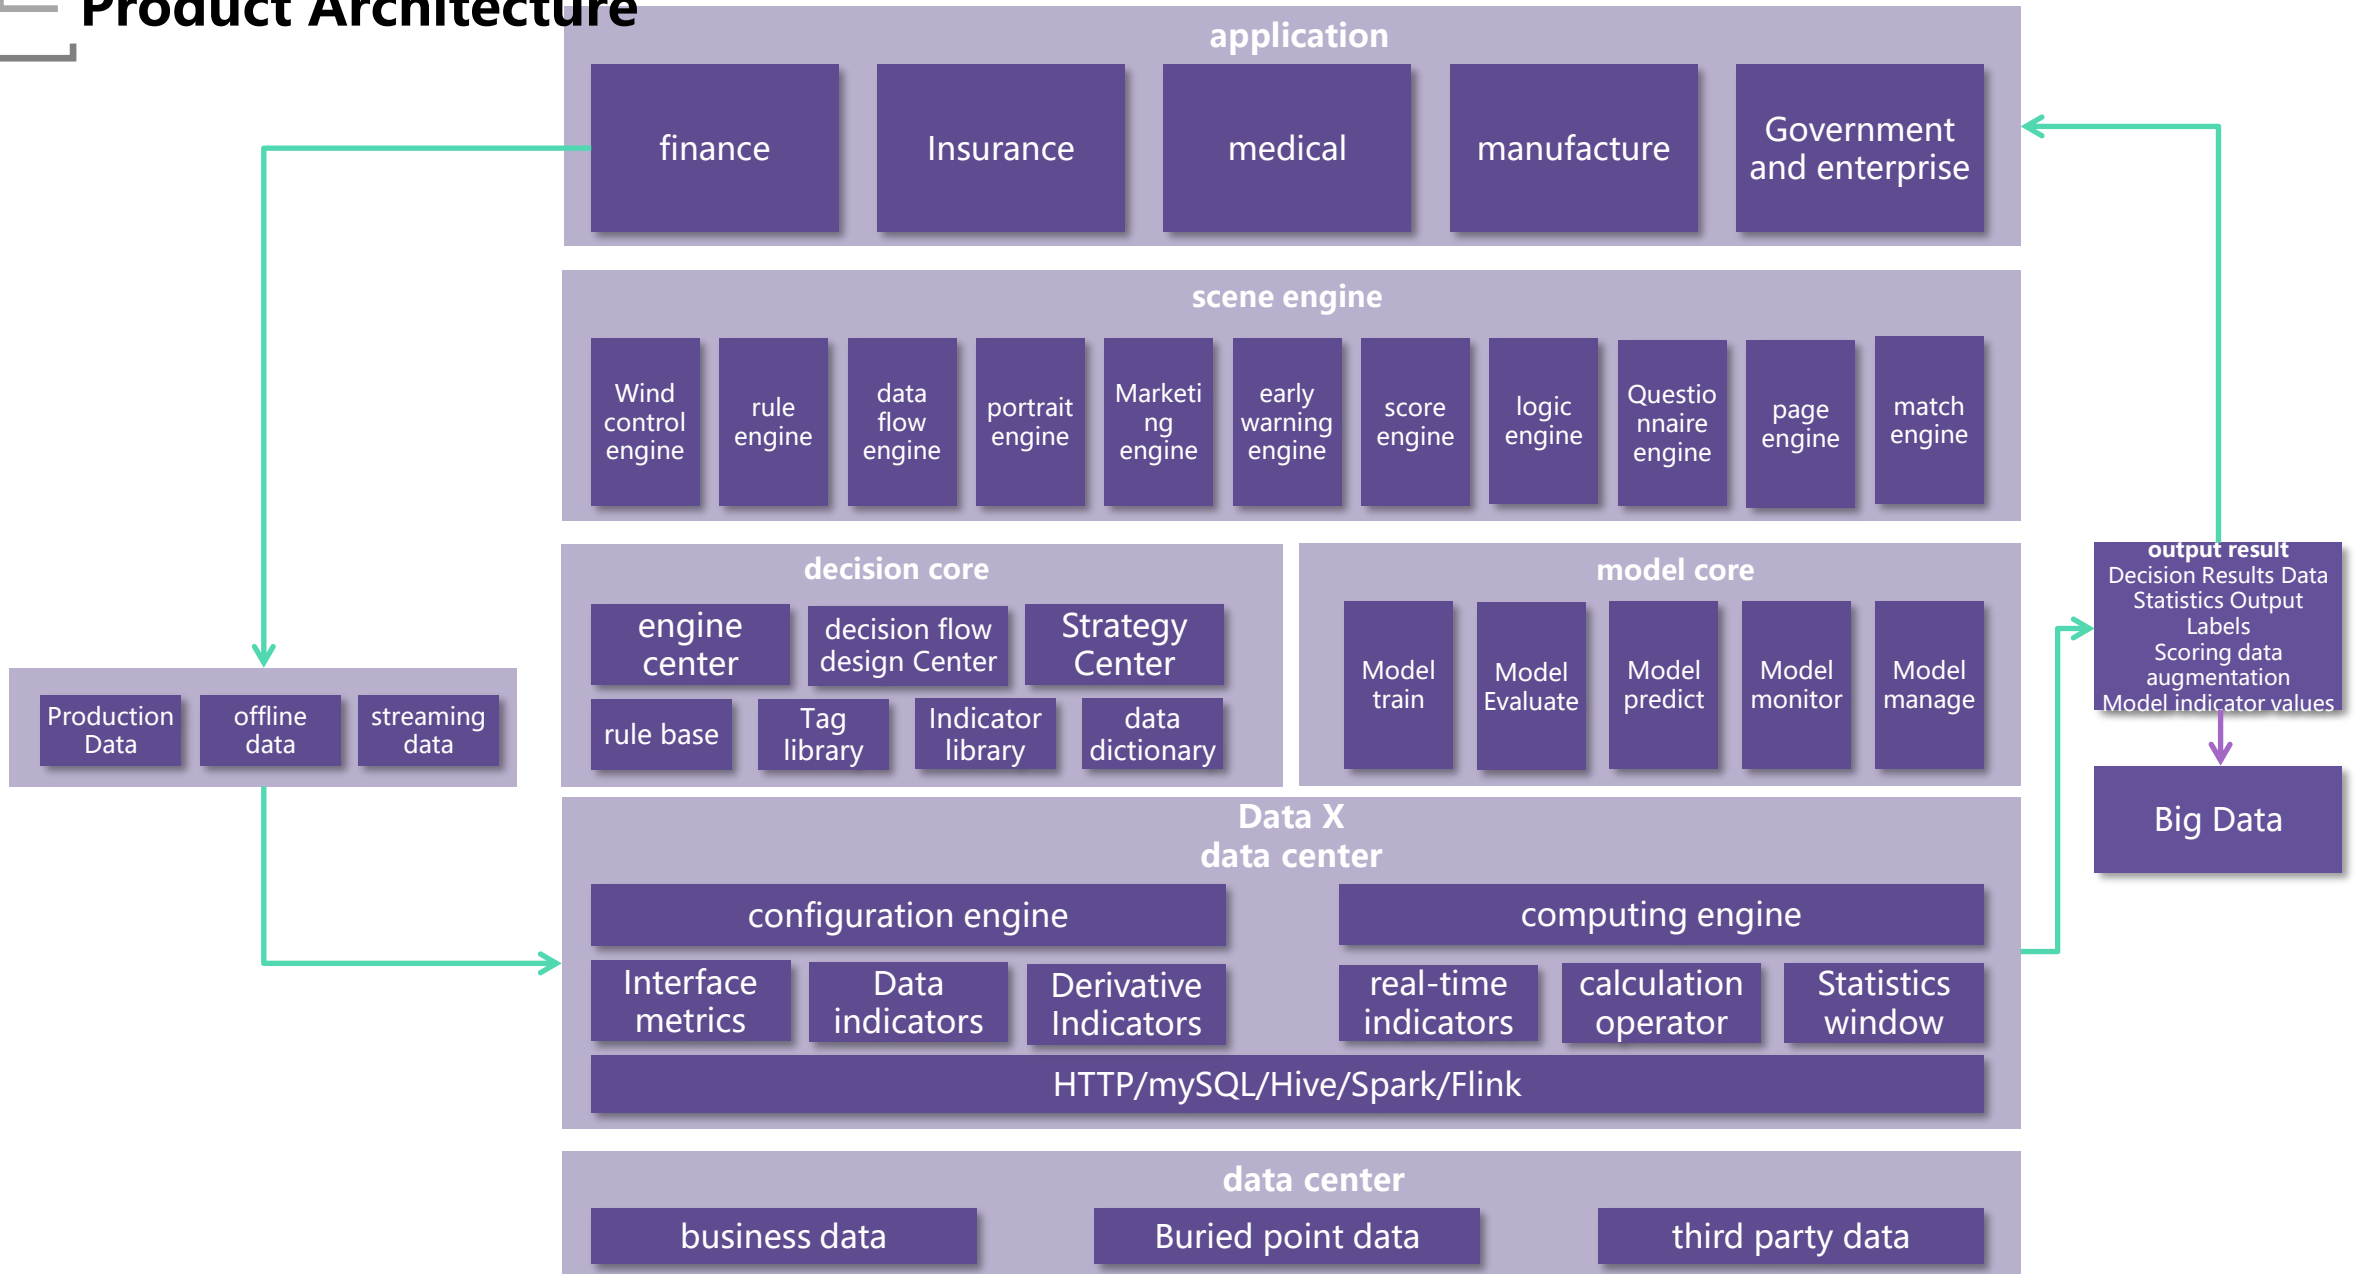 Product Architecture
application
finance
Insurance
medical
manufacture
Government
and enterprise
scene engine
Wind
control
engine
rule
engine
data
flow
engine
portrait
engine
Marketi
ng
engine
early
warning
engine
score
engine
logic
engine
Questio
nnaire
engine
page
engine
match
engine
decision core
engine
center
decision flow
design Center
Strategy
Center
rule base
Tag
library
Indicator
library
data
dictionary
model core
Model
train
Model
Evaluate
Model
predict
Model
monitor
Model
manage
output result
Decision Results Data
Statistics Output
Labels
Scoring data
augmentation
Model indicator values
Big Data
Production
Data
offline
data
streaming
data
Data X
data center
configuration engine
computing engine
Interface
metrics
Data
indicators
Derivative
Indicators
real-time
indicators
calculation
operator
Statistics
window
HTTP/mySQL/Hive/Spark/Flink
data center
business data
Buried point data
third party data